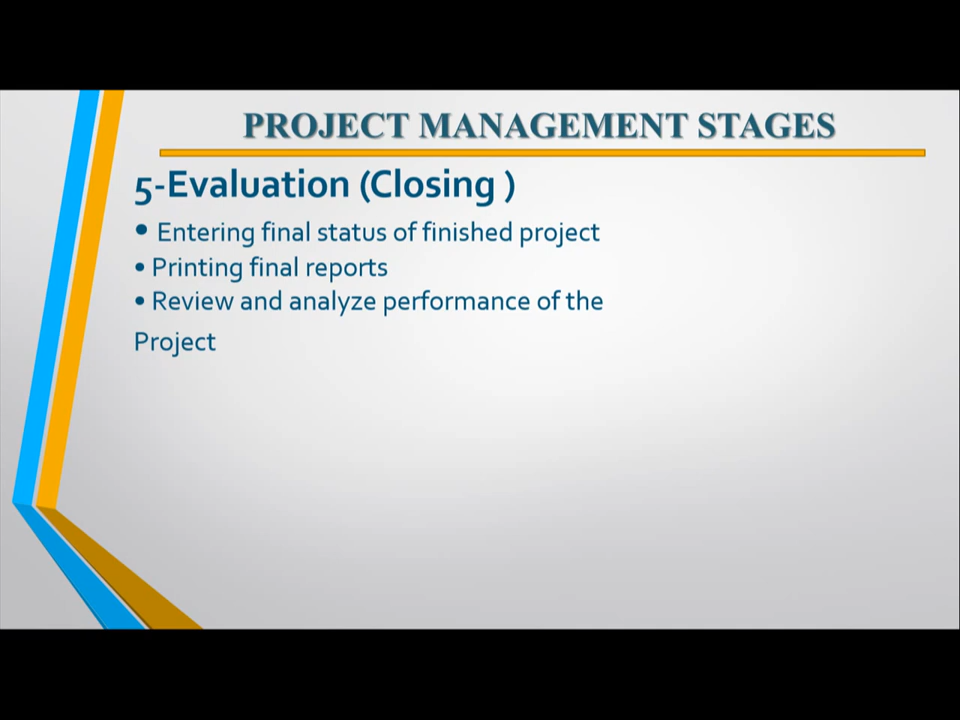 PROJECT MANAGEMENT STAGES
5-Evaluation (Closing )
• Entering final status of finished project
• Printing final reports
• Review and analyze performance of the
Project